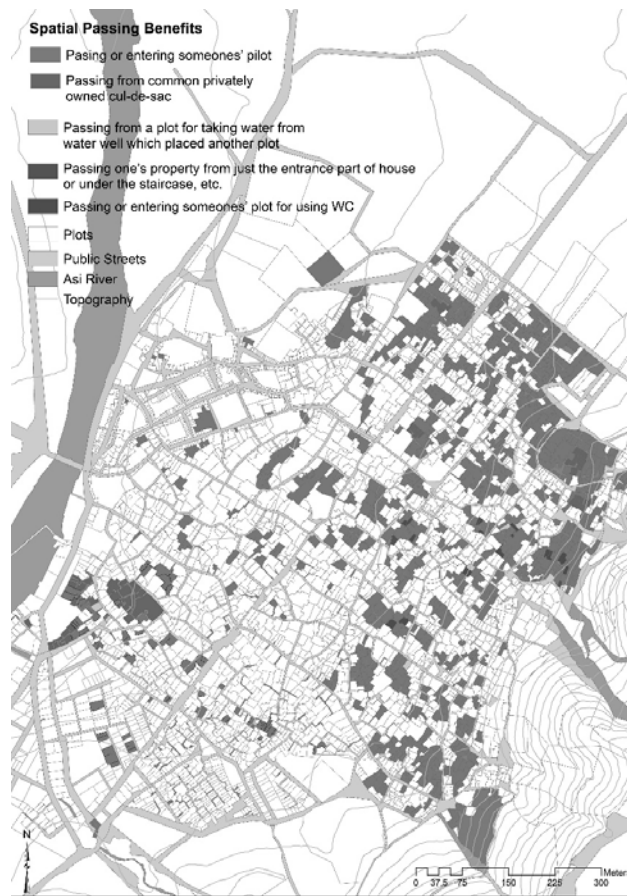 Spatial Passing Benefits
Pasing or entering someones' pilot
Passing from common privately
owned cul-de-sac
Passing from a plot for taking water from
water well which placed another plot
Passing one's property from just the entrance part of house
or under the staircase, etc.
Passing or entering someones' plot for using WC
Plots
Public Streets
Asi River
Topography
N
Meters
0 37,5 75 150 225 300